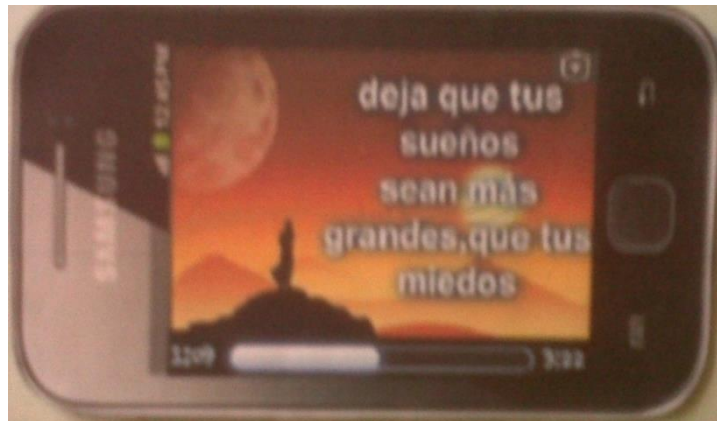 SAMSUNG
deja que tus
sueños
sean más
grandes,que tus
miedos